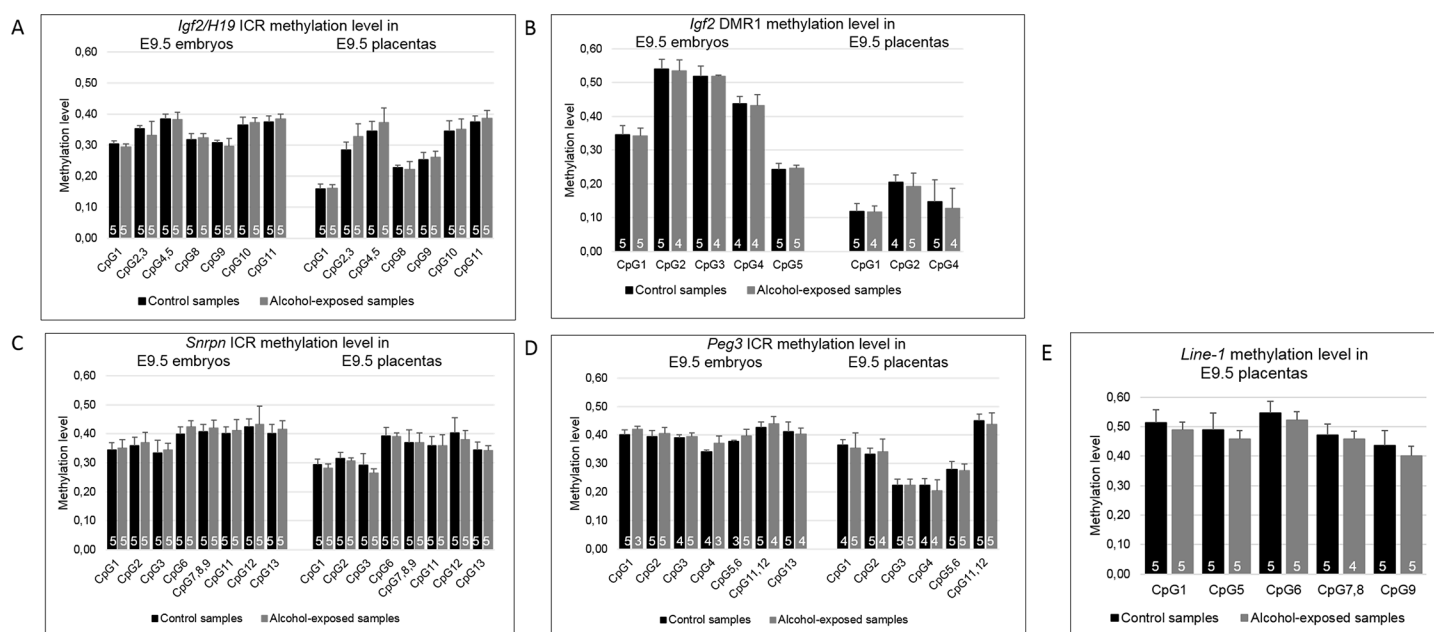 A
Igf2/H19 ICR methylation level in
E9.5 embryos E9.5 placentas
Methylation level
0,60
0,50
0,40
0,30
0,20
0,10
0,00
5 5 5 5 5 5 5 5 5 5 5 5 5 5 5 5 5 5 5 5 5 5 5 5 5 5 5 5
CpG1 CpG2,3 CpG4,5 CpG8 CpG9 CpG10 CpG11 CpG1 CpG2,3 CpG4,5 CpG8 CpG9 CpG10 CpG11
Control samples Alcohol-exposed samples
B
Igf2 DMR1 methylation level in
E9.5 embryos E9.5 placentas
Methylation level
0,60
0,50
0,40
0,30
0,20
0,10
0,00
5 5 5 4 5 4 4 4 5 5 5 4 4 5 5 4
CpG1 CpG2 CpG3 CpG4 CpG5 CpG1 CpG2 CpG4
Control samples Alcohol-exposed samples
C
Snrpn ICR methylation level in
E9.5 embryos E9.5 placentas
Methylation level
0,60
0,50
0,40
0,30
0,20
0,10
0,00
5 5 5 5 5 5 5 5 5 5 5 5 5 5 5 5 5 5 5 5 5 5 5 5 5 5 5 5 5 5 5 5
CpG1 CpG2 CpG3 CpG6 CpG7,8,9 CpG11 CpG12 CpG13 CpG1 CpG2 CpG3 CpG6 CpG7,8,9 CpG11 CpG12 CpG13
Control samples Alcohol-exposed samples
D
Peg3 ICR methylation level in
E9.5 embryos E9.5 placentas
Methylation level
0,60
0,50
0,40
0,30
0,20
0,10
0,00
5 3 5 5 4 5 4 3 3 5 5 4 5 4 4 5 5 4 5 5 4 4 5 5 5 5
CpG1 CpG2 CpG3 CpG4 CpG5,6 CpG11,12 CpG13 CpG1 CpG2 CpG3 CpG4 CpG5,6 CpG11,12
Control samples Alcohol-exposed samples
E
Line-1 methylation level in
E9.5 placentas
Methylation level
0,60
0,50
0,40
0,30
0,20
0,10
0,00
5 5 5 5 5 5 5 4 5 5
CpG1 CpG5 CpG6 CpG7,8 CpG9
Control samples Alcohol-exposed samples